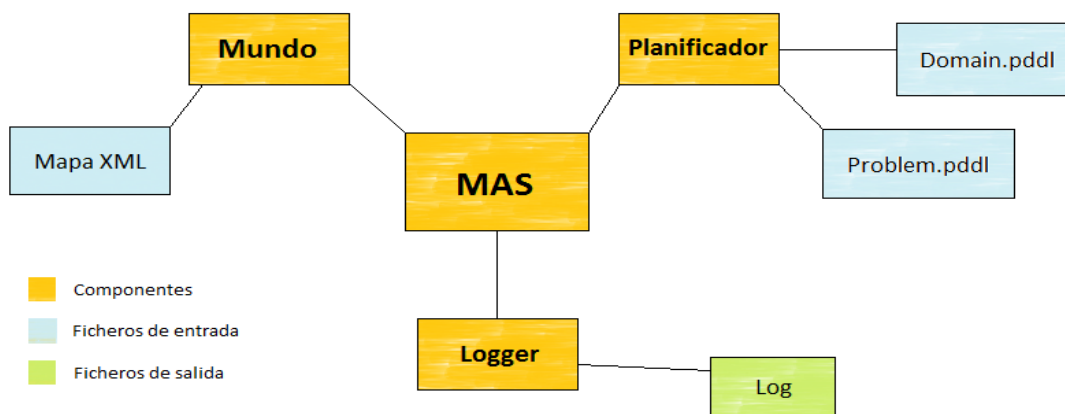 Mundo
Planificador
Domain.pddl
Mapa XML
MAS
Problem.pddl
Componentes
Ficheros de entrada
Logger
Ficheros de salida
Log